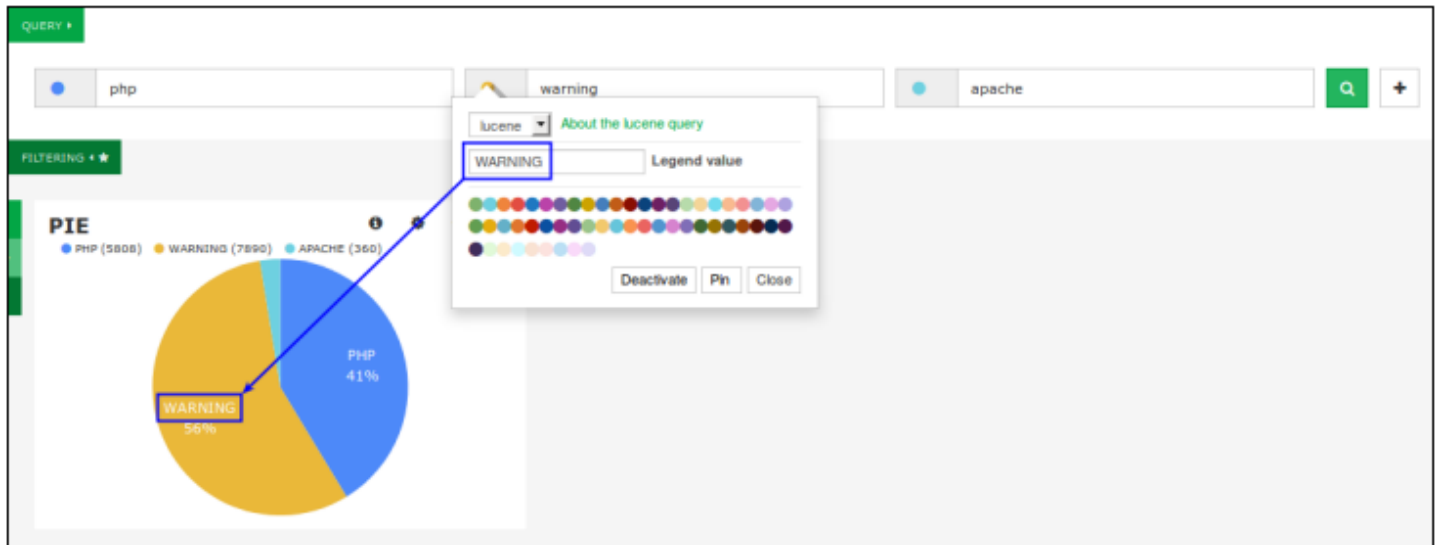 QUERY
php
warning
apache
lucene About the lucene query
FILTERING
WARNING Legend value
PIE
PHP (5808) WARNING (7890) APACHE (360)
Deactivate Pin Close
PHP
41%
WARNING
56%